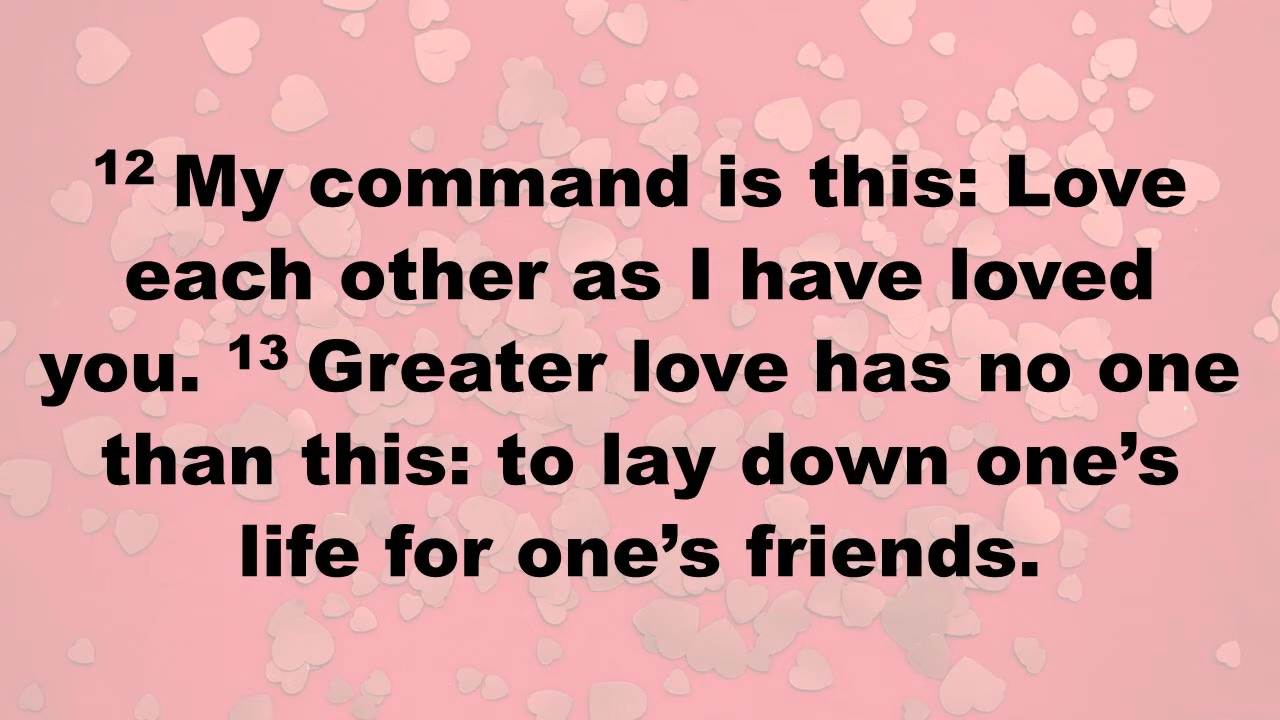 ¹² My command is this: Love
each other as I have loved
you. ¹³ Greater love has no one
than this: to lay down one’s
life for one’s friends.